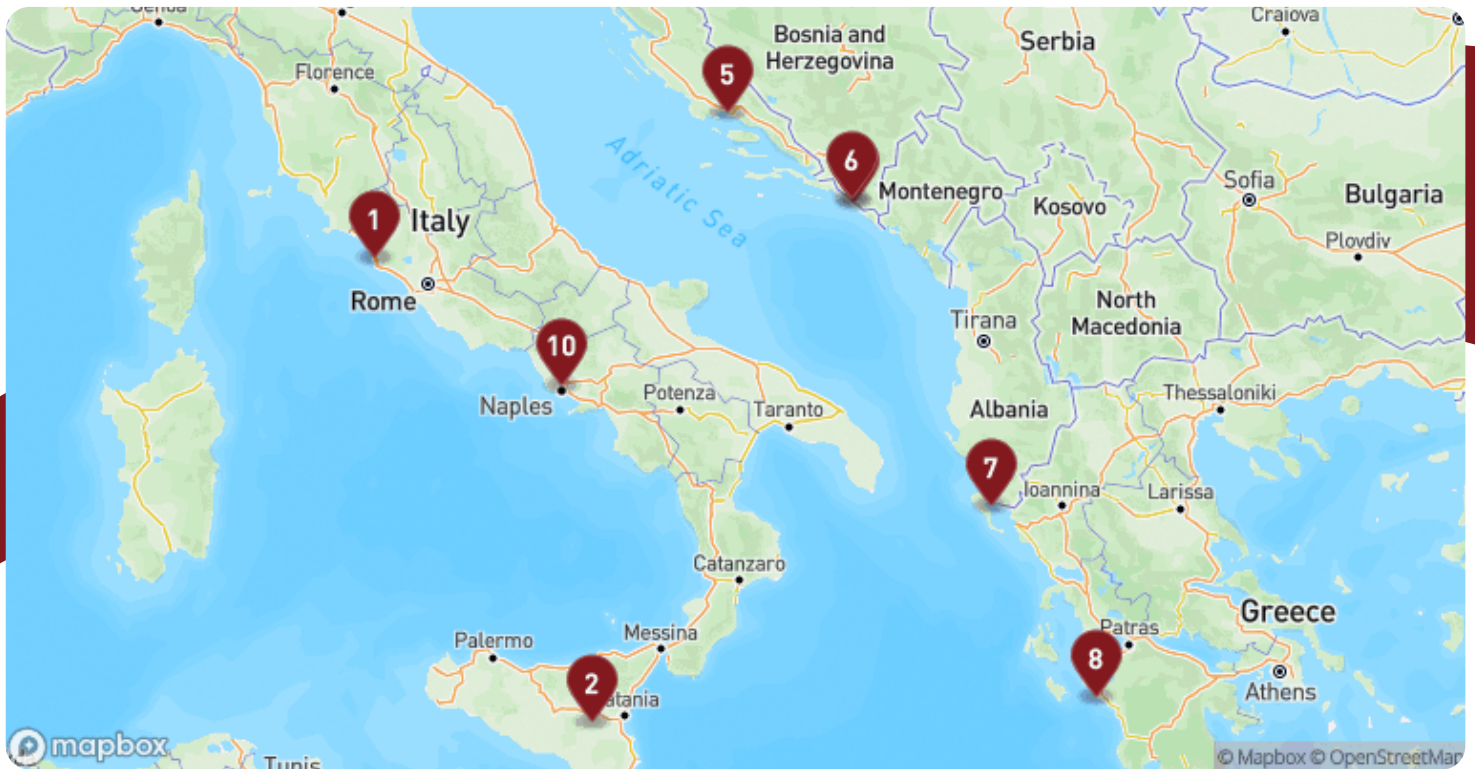 Genoa
Craiova
Bosnia and
Herzegovina
Serbia
Florence
5
Adriatic Sea
6
Montenegro
Kosovo
Sofia
Bulgaria
1
Italy
Plovdiv
Rome
North
Macedonia
Tirana
10
Naples
Potenza
Taranto
Albania
Thessaloniki
7
Ioannina
Larissa
Catanzaro
Greece
Palermo
Messina
Patras
2
atania
8
Athens
mapbox
Tunis
© Mapbox © OpenStreetMap